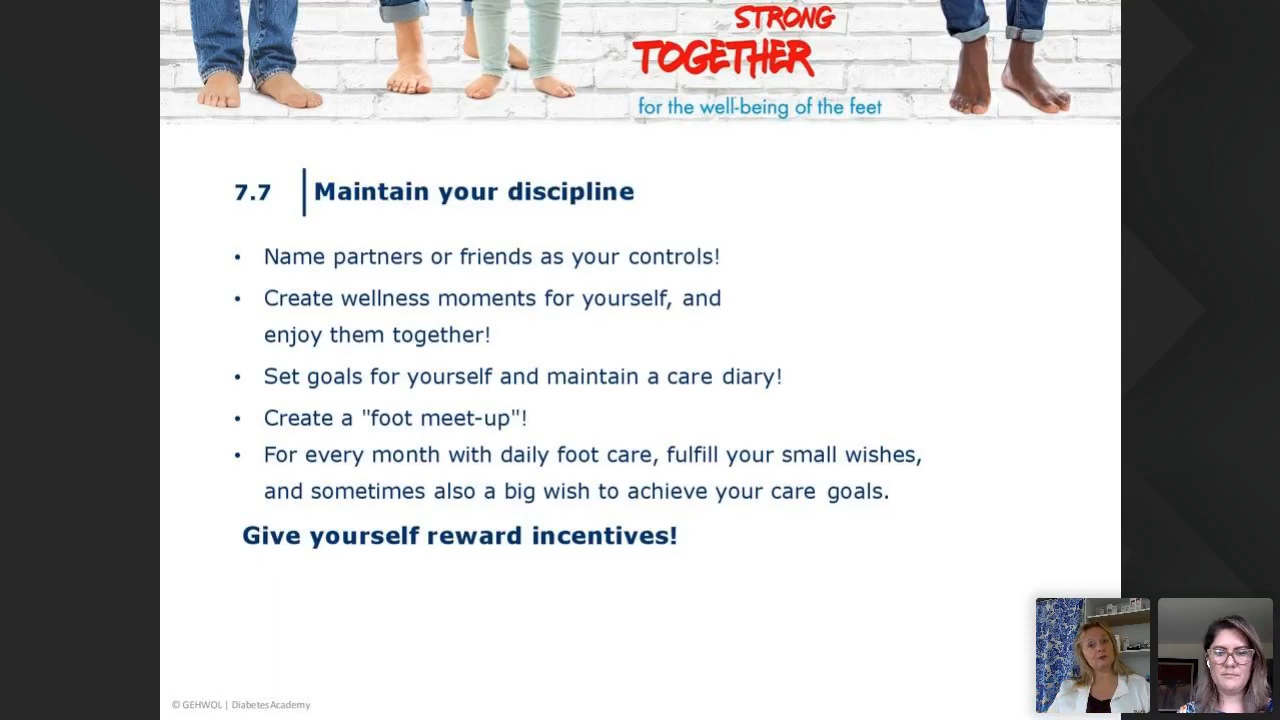 STRONG
TOGETHER
for the well-being of the feet
7.7 Maintain your discipline
• Name partners or friends as your controls!
• Create wellness moments for yourself, and
enjoy them together!
• Set goals for yourself and maintain a care diary!
• Create a "foot meet-up"!
• For every month with daily foot care, fulfill your small wishes,
and sometimes also a big wish to achieve your care goals.
Give yourself reward incentives!
© GEHWOL | DiabetesAcademy